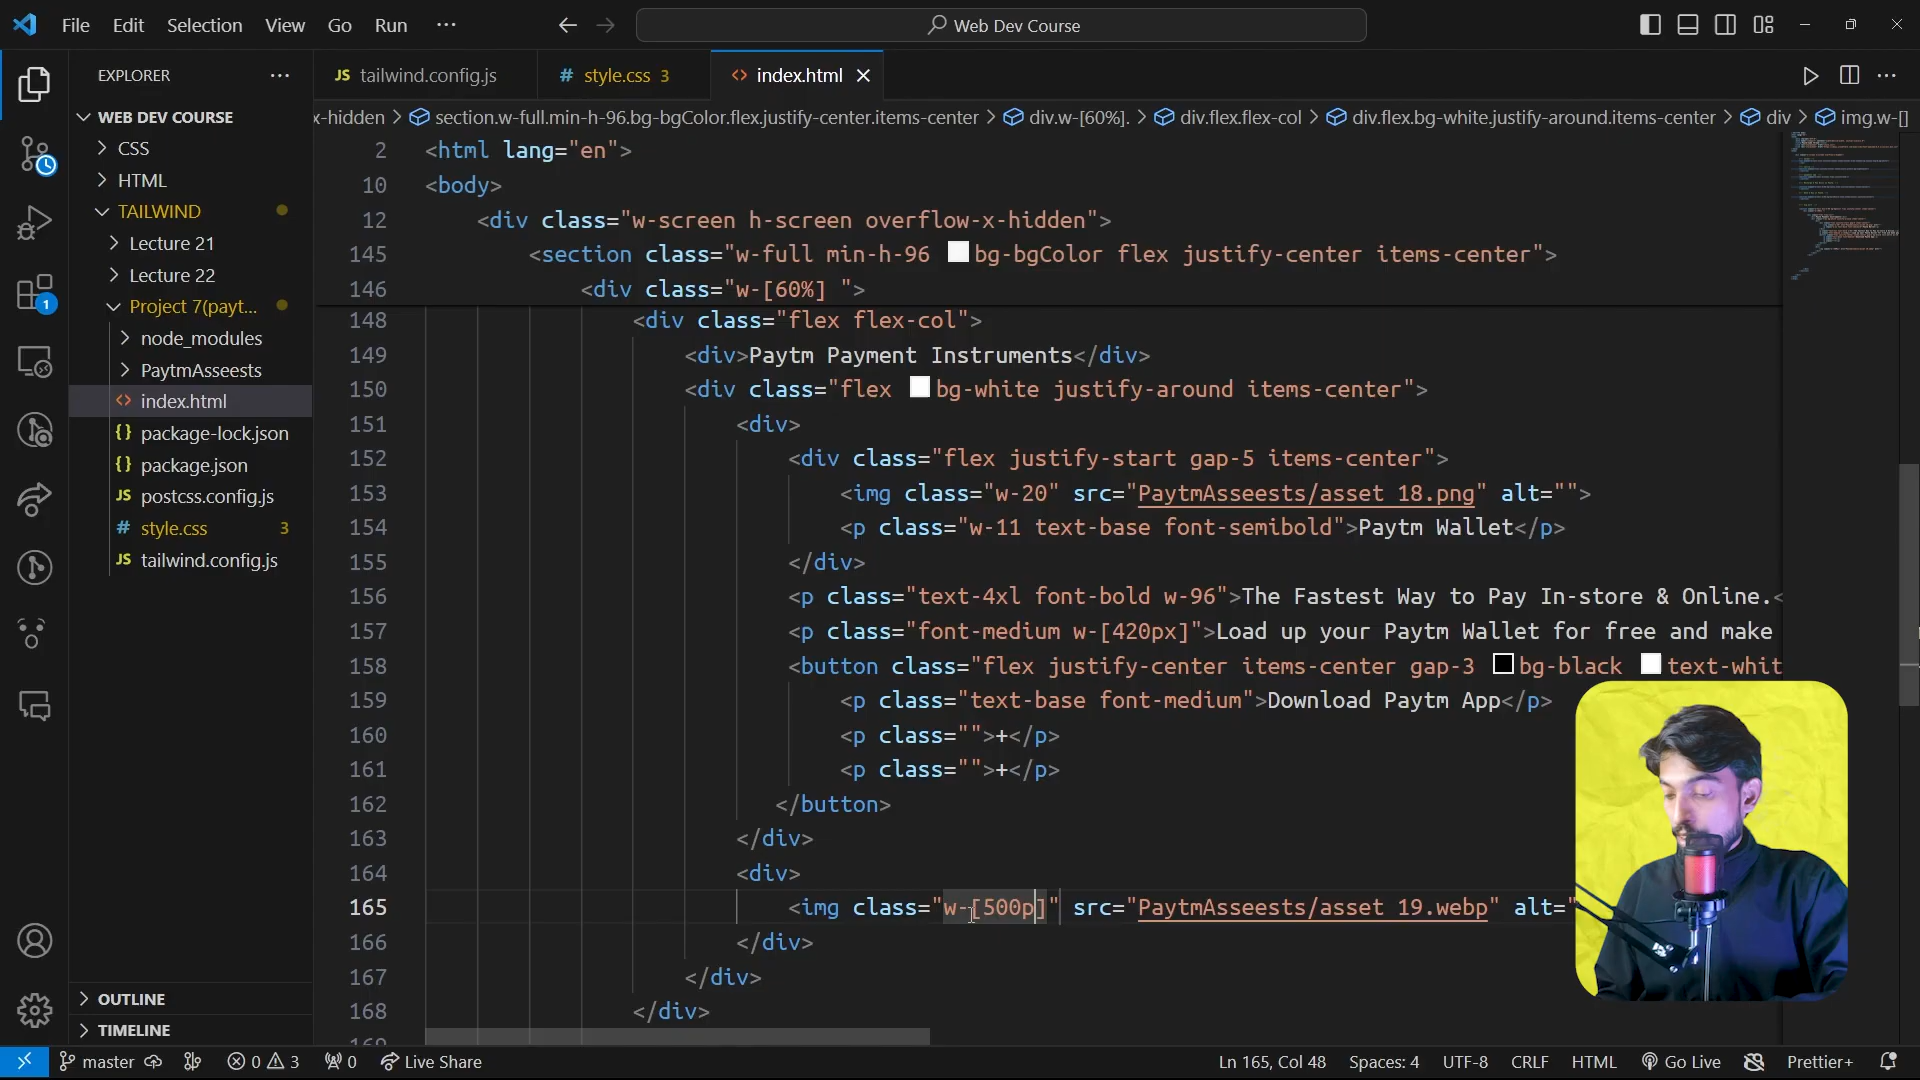 File Edit Selection View Go Run ··· Web Dev Course
EXPLORER ···
WEB DEV COURSE
CSS
HTML
TAILWIND
Lecture 21
Lecture 22
Project 7(payt...
node_modules
PaytmAsseests
index.html
package-lock.json
package.json
postcss.config.js
style.css 3
tailwind.config.js
OUTLINE
TIMELINE
1
JS tailwind.config.js # style.css 3 index.html
x-hidden > section.w-full.min-h-96.bg-bgColor.flex.justify-center.items-center > div.w-[60%]. > div.flex.flex-col > div.flex.bg-white.justify-around.items-center > div > img.w-[]
2 <html lang="en">
10 <body>
12 <div class="w-screen h-screen overflow-x-hidden">
145 <section class="w-full min-h-96 bg-bgColor flex justify-center items-center">
146 <div class="w-[60%] ">
148 <div class="flex flex-col">
149 <div>Paytm Payment Instruments</div>
150 <div class="flex bg-white justify-around items-center">
151 <div>
152 <div class="flex justify-start gap-5 items-center">
153 <img class="w-20" src="PaytmAsseests/asset 18.png" alt="">
154 <p class="w-11 text-base font-semibold">Paytm Wallet</p>
155 </div>
156 <p class="text-4xl font-bold w-96">The Fastest Way to Pay In-store & Online.<
157 <p class="font-medium w-[420px]">Load up your Paytm Wallet for free and make
158 <button class="flex justify-center items-center gap-3 bg-black text-whit
159 <p class="text-base font-medium">Download Paytm App</p>
160 <p class="">+</p>
161 <p class="">+</p>
162 </button>
163 </div>
164 <div>
165 <img class="w-[500p]" src="PaytmAsseests/asset 19.webp" alt="
166 </div>
167 </div>
168 </div>
master 0 3 0 Live Share Ln 165, Col 48 Spaces: 4 UTF-8 CRLF HTML Go Live Prettier+